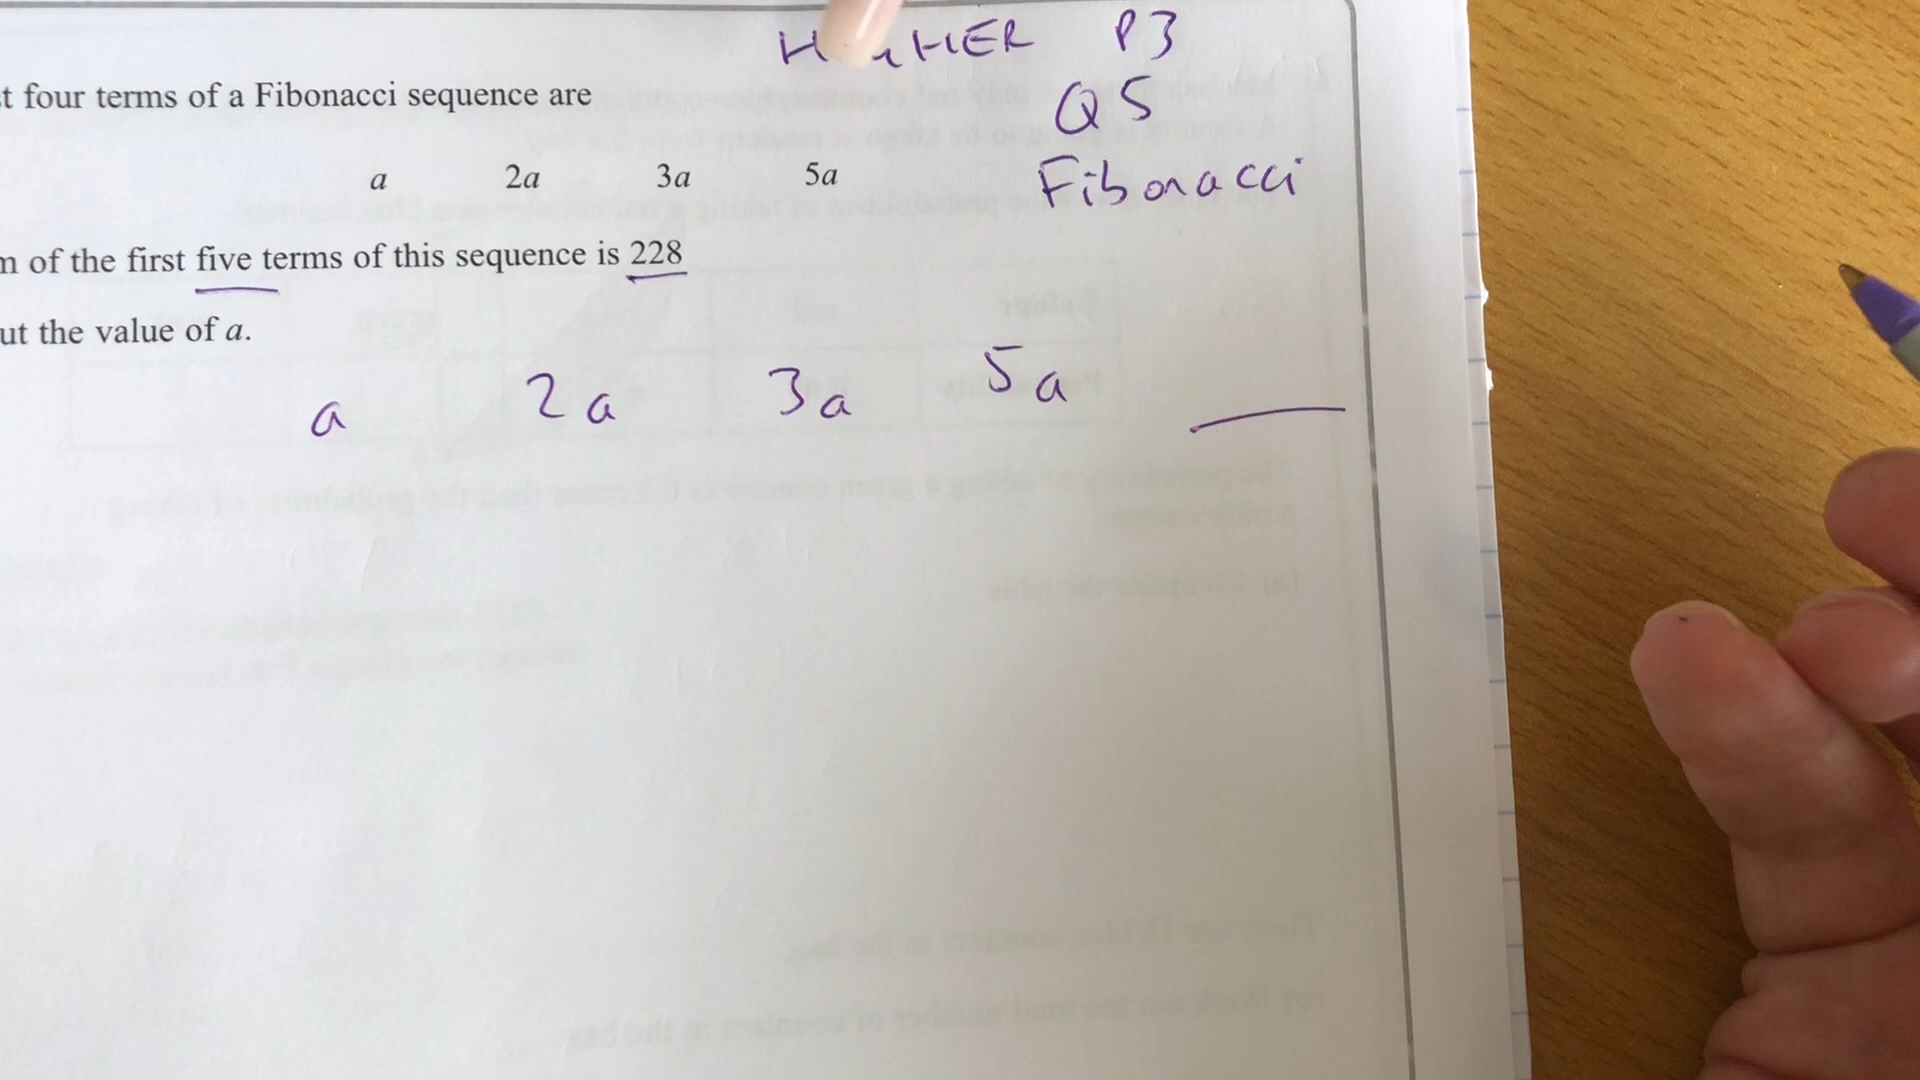 HIGHER P3
t four terms of a Fibonacci sequence are
Q5
a 2a 3a 5a
Fibonacci
of the first five terms of this sequence is 228
ut the value of a.
a 2a 3a 5a